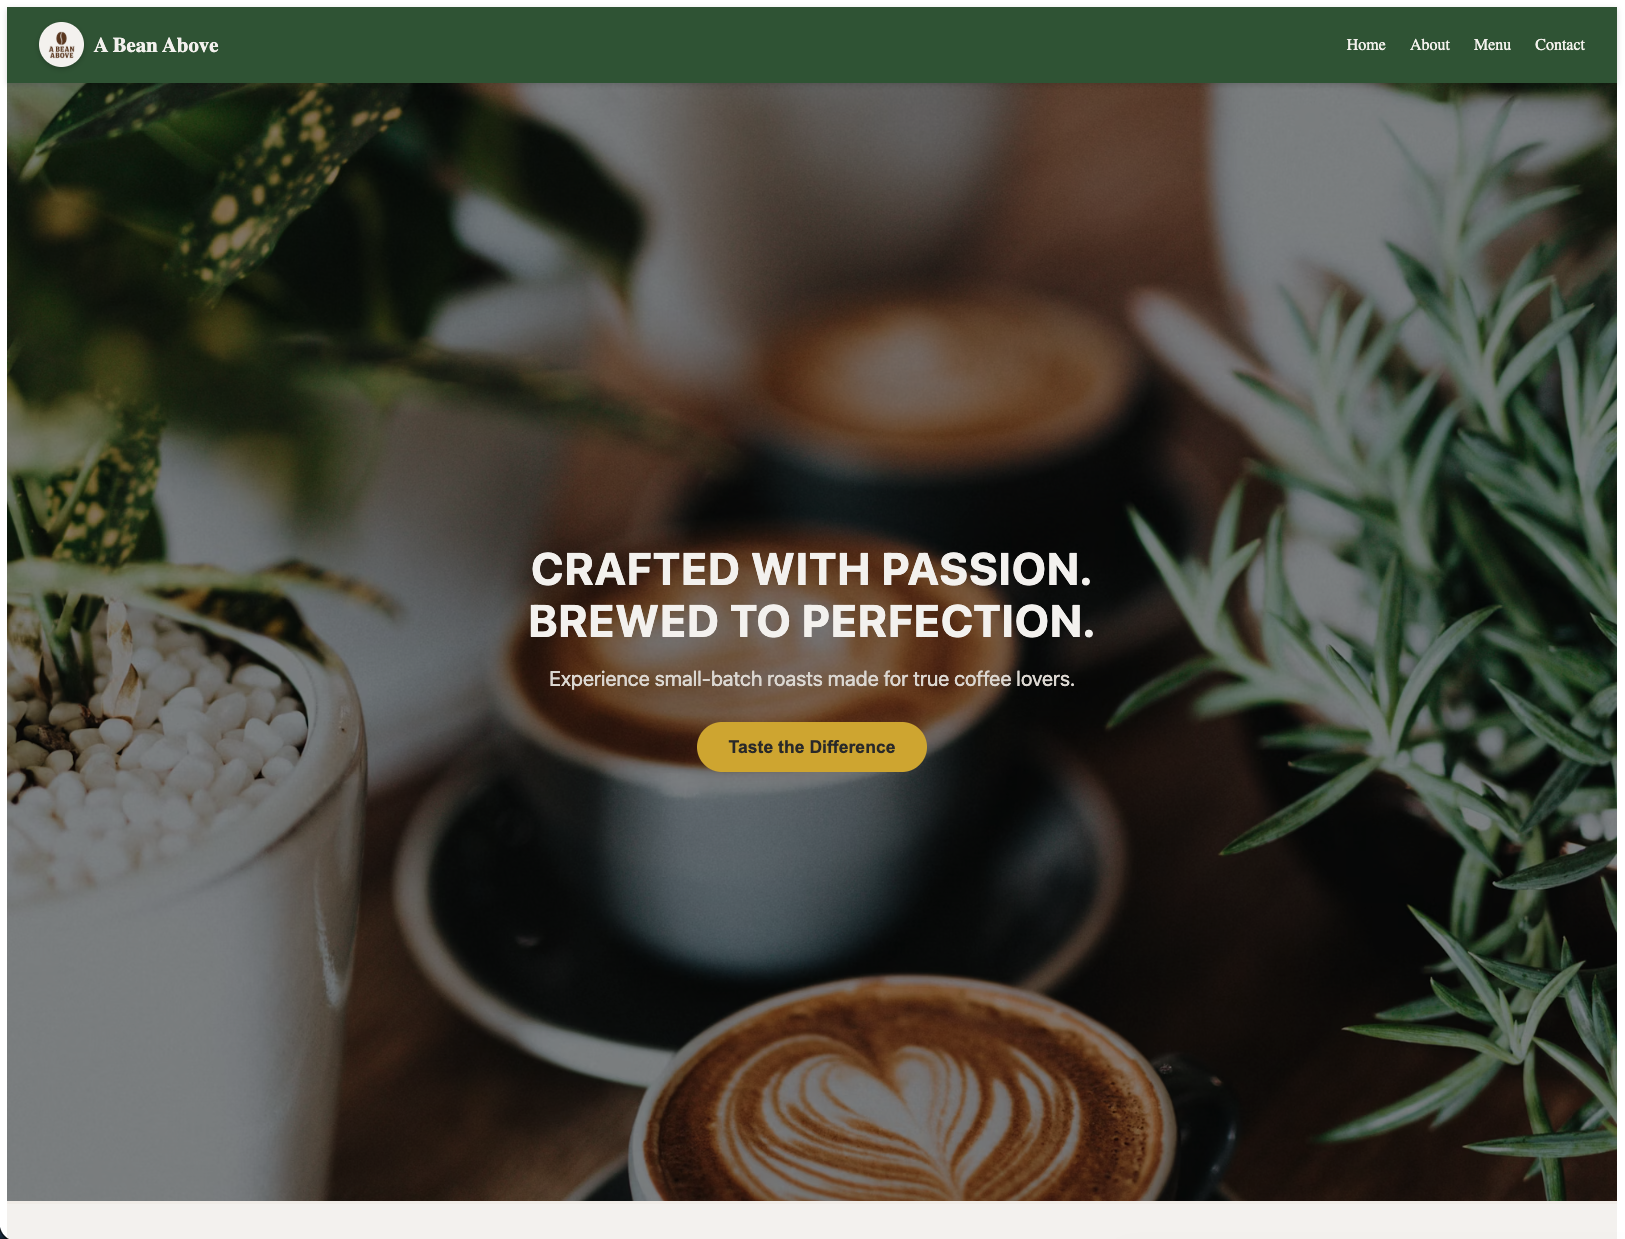 A BEAN
ABOVE
A Bean Above
Home
About
Menu
Contact
CRAFTED WITH PASSION.
BREWED TO PERFECTION.
Experience small-batch roasts made for true coffee lovers.
Taste the Difference